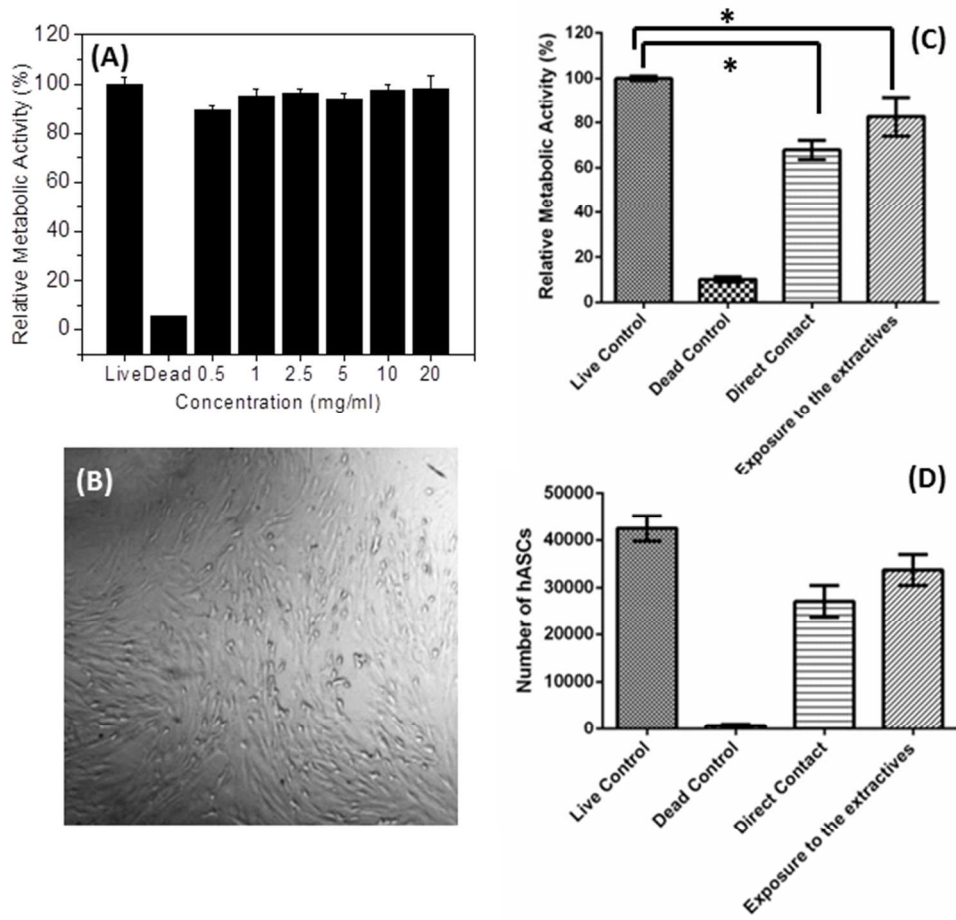 (A)
Relative Metabolic Activity (%)
120
100
80
60
40
20
0
Live Dead 0.5 1 2.5 5 10 20
Concentration (mg/ml)
(B)
(C)
Relative Metabolic Activity (%)
*
*
120
100
80
60
40
20
0
Live Control
Dead Control
Direct Contact
Exposure to the extractives
(D)
Number of hASCs
50000
40000
30000
20000
10000
0
Live Control
Dead Control
Direct Contact
Exposure to the extractives